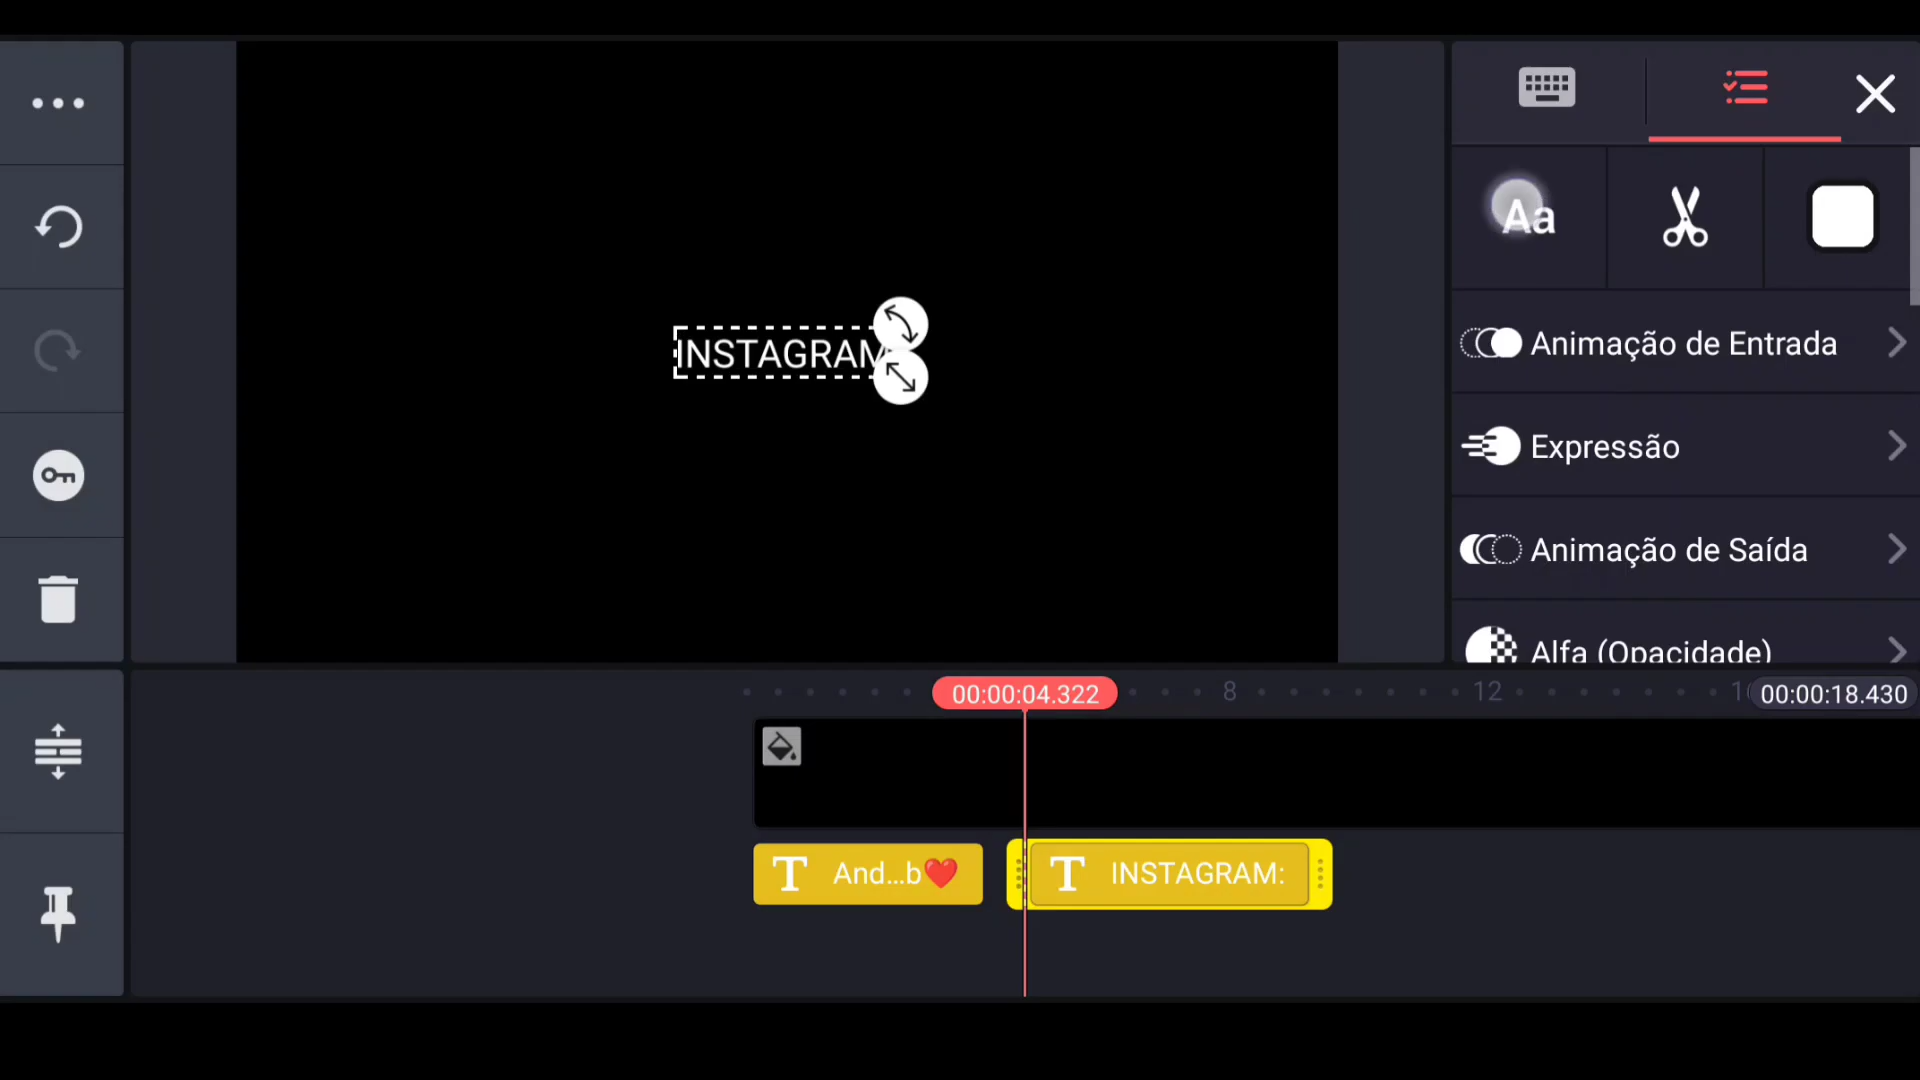 Aa
INSTAGRAM
Animação de Entrada
Expressão
Animação de Saída
Alfa (Opacidade)
00:00:04.322
8
12
00:00:18.430
T And...b❤️
T INSTAGRAM: